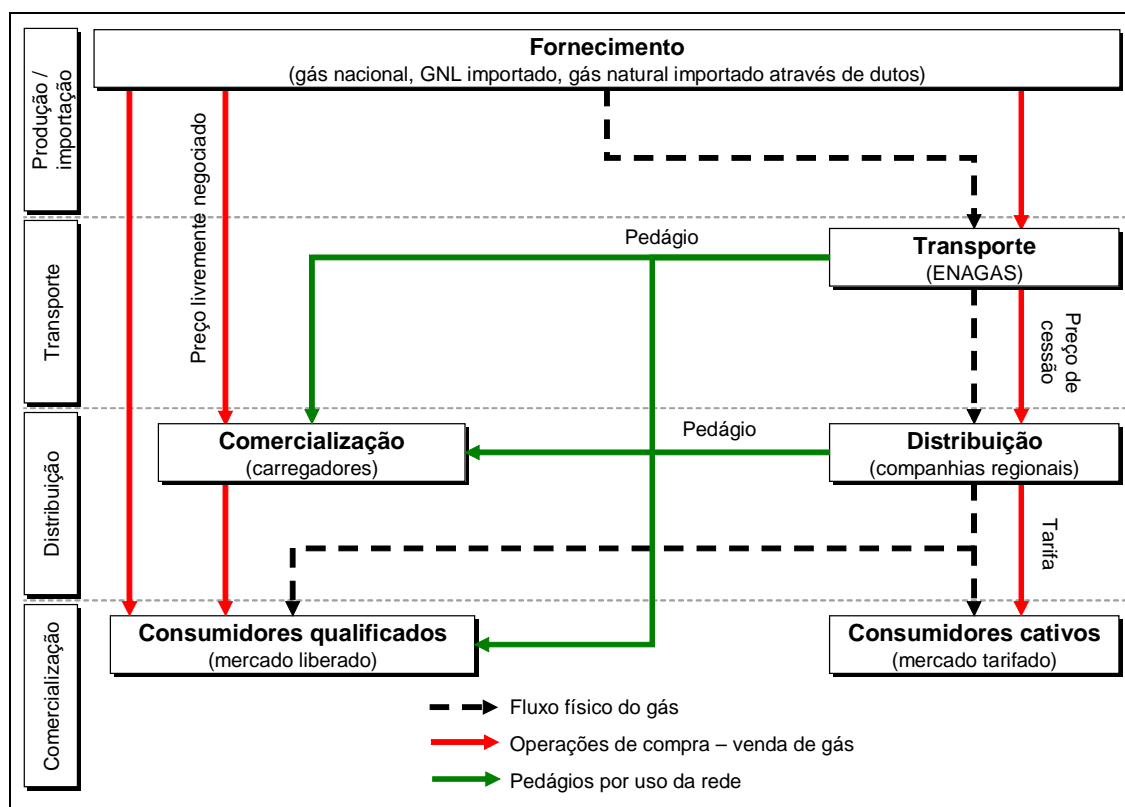 Produção /
importação
Fornecimento
(gás nacional, GNL importado, gás natural importado através de dutos)
Preço livremente negociado
Transporte
Pedágio
Transporte
(ENAGAS)
Preço de
cessão
Distribuição
Comercialização
(carregadores)
Pedágio
Distribuição
(companhias regionais)
Tarifa
Comercialização
Consumidores qualificados
(mercado liberado)
Consumidores cativos
(mercado tarifado)
Fluxo físico do gás
Operações de compra – venda de gás
Pedágios por uso da rede